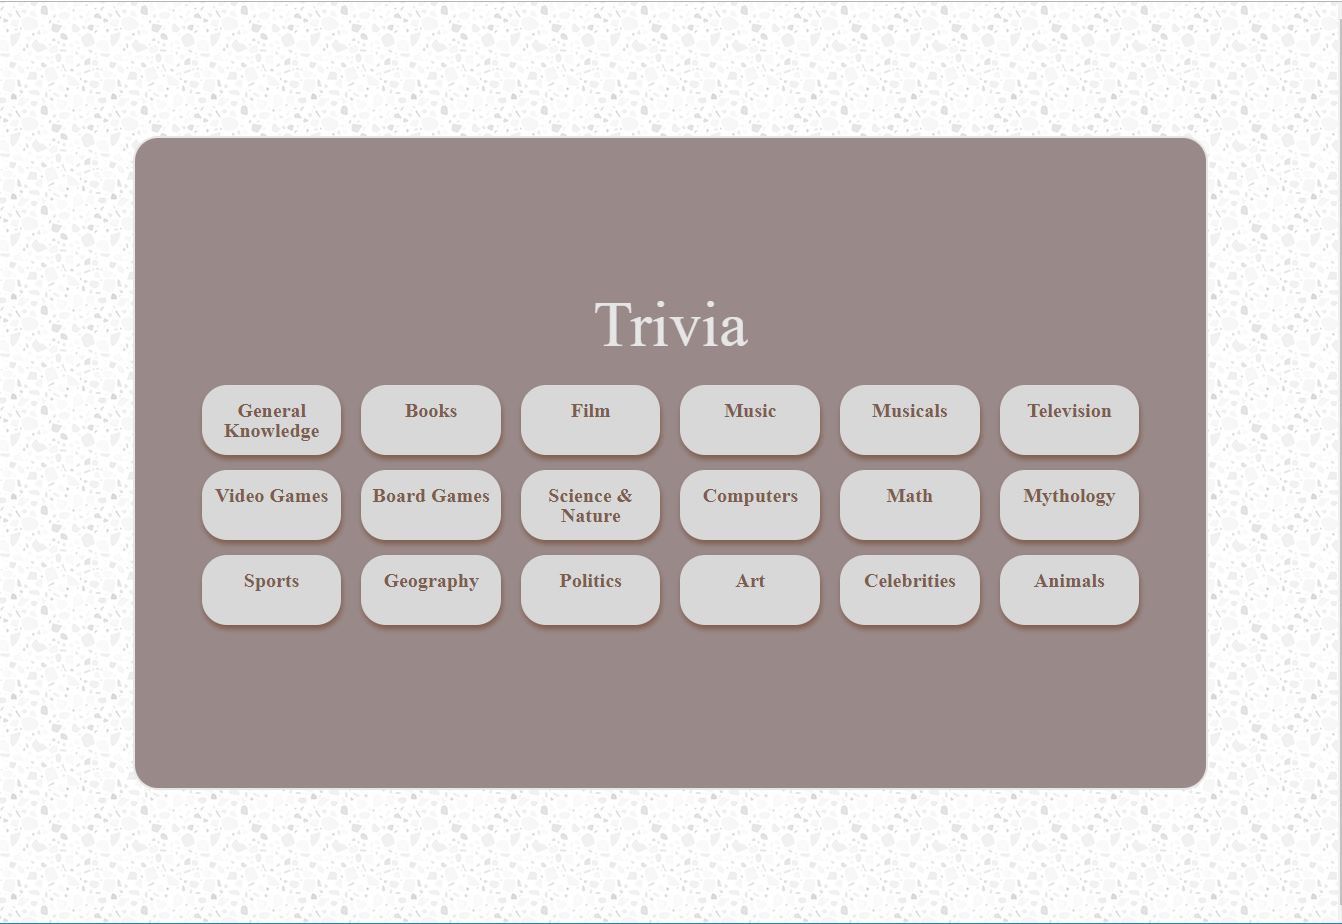 Trivia
General
Knowledge
Books
Film
Music
Musicals
Television
Video Games
Board Games
Science &
Nature
Computers
Math
Mythology
Sports
Geography
Politics
Art
Celebrities
Animals